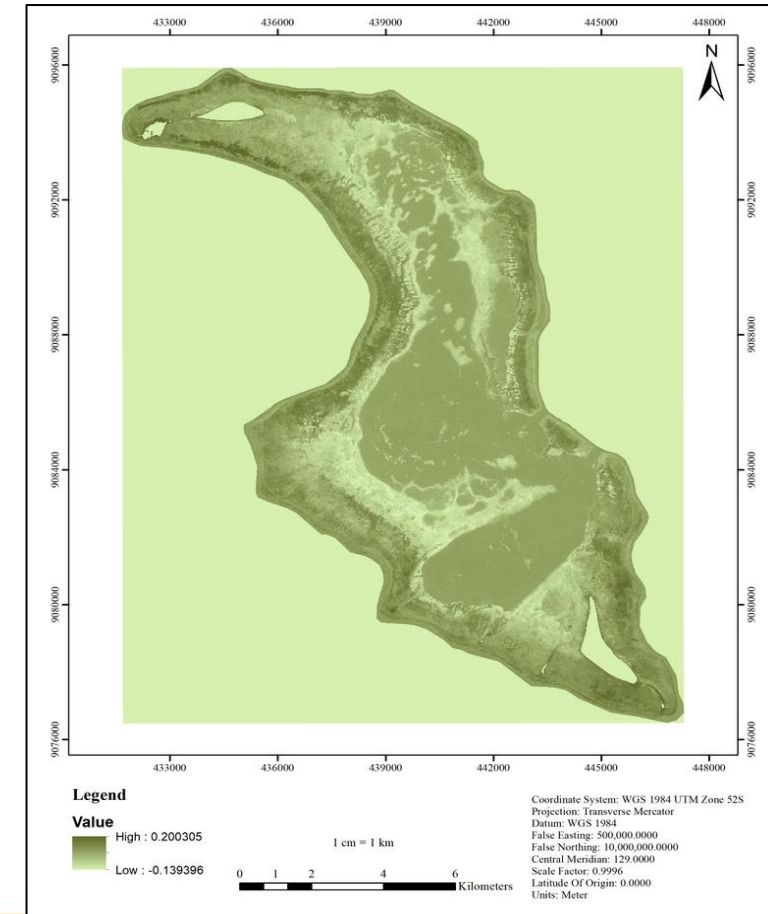 433000 436000 439000 442000 445000 448000
N
9096000 9096000
9092000 9092000
9088000 9088000
9084000 9084000
9080000 9080000
9076000 9076000
433000 436000 439000 442000 445000 448000
Legend
Value
High : 0.200305
Low : -0.139396
1 cm = 1 km
0 1 2 4 6
Kilometers
Coordinate System: WGS 1984 UTM Zone 52S
Projection: Transverse Mercator
Datum: WGS 1984
False Easting: 500,000.0000
False Northing: 10,000,000.0000
Central Meridian: 129.0000
Scale Factor: 0.9996
Latitude Of Origin: 0.0000
Units: Meter